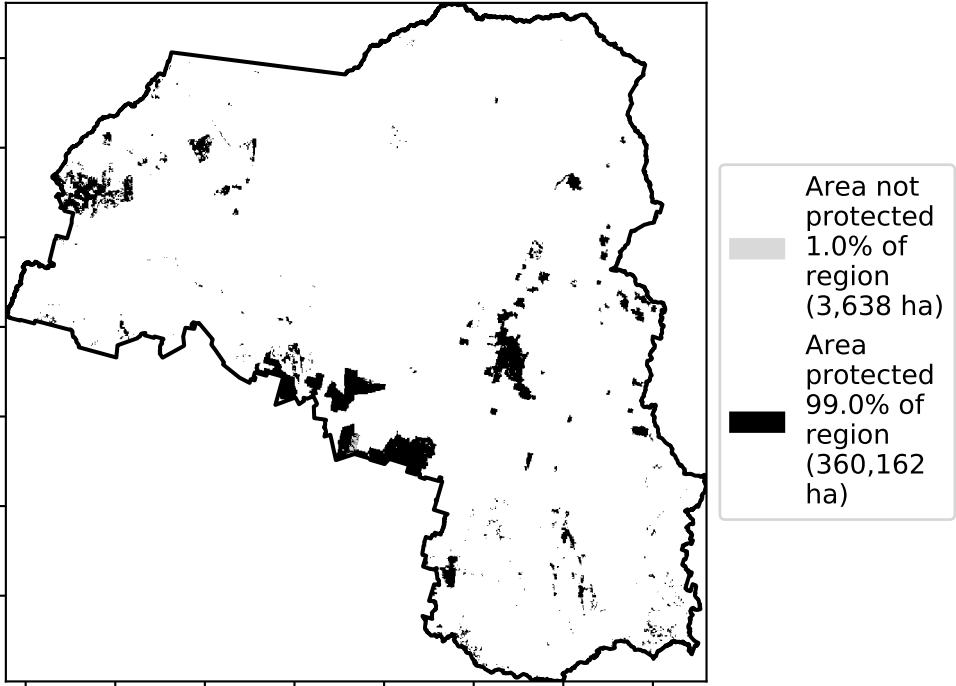 Area not
protected
1.0% of
region
(3,638 ha)
Area
protected
99.0% of
region
(360,162
ha)